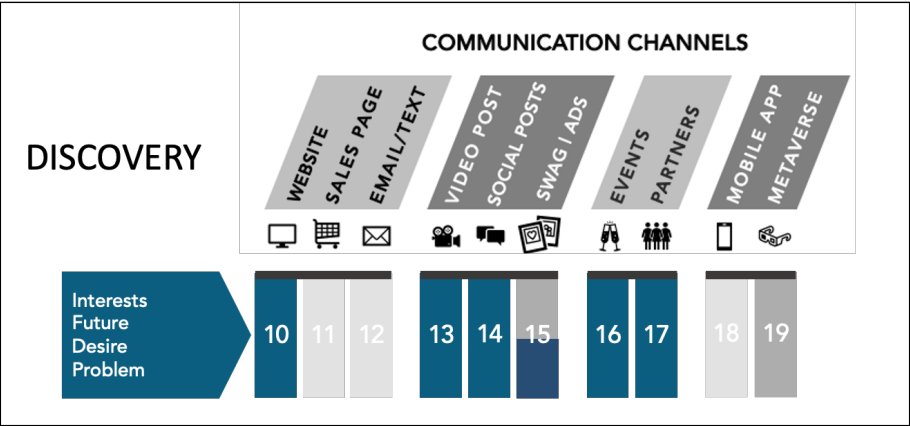 COMMUNICATION CHANNELS
WEBSITE
SALES PAGE
EMAIL/TEXT
VIDEO POST
SOCIAL POSTS
SWAG | ADS
EVENTS
PARTNERS
MOBILE APP
METAVERSE
DISCOVERY
Interests
Future
Desire
Problem
10 11 12 13 14 15 16 17 18 19